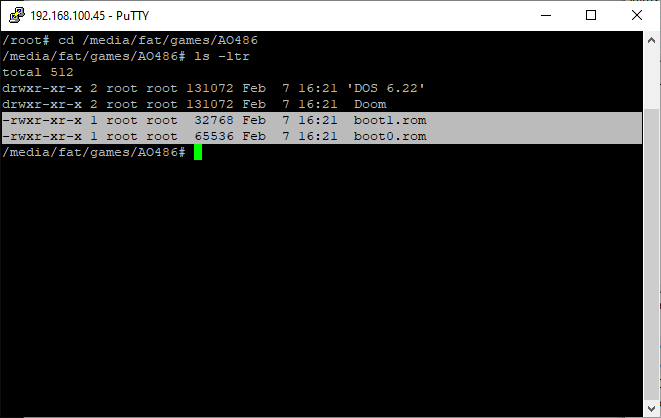 192.168.100.45 - PuTTY
/root# cd /media/fat/games/AO486
/media/fat/games/AO486# ls -ltr
total 512
drwxr-xr-x 2 root root 131072 Feb  7 16:21 'DOS 6.22'
drwxr-xr-x 2 root root 131072 Feb  7 16:21  Doom
-rwxr-xr-x 1 root root  32768 Feb  7 16:21  boot1.rom
-rwxr-xr-x 1 root root  65536 Feb  7 16:21  boot0.rom
/media/fat/games/AO486#